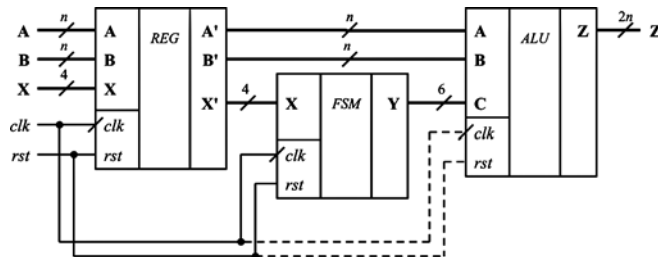 n n n 2n
A A REG A' A ALU Z Z
n n
B B B' B
4 4 6
X X X' X FSM Y C
clk clk clk
clk
rst rst rst
rst